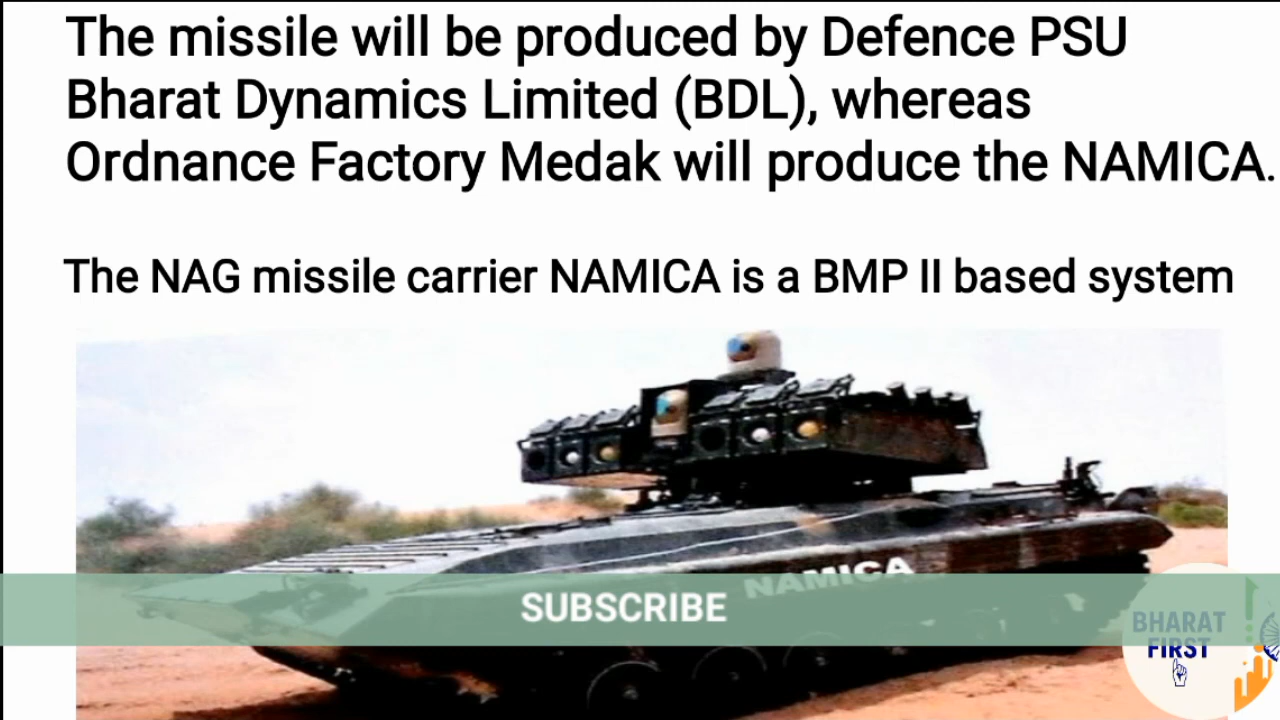 The missile will be produced by Defence PSU
Bharat Dynamics Limited (BDL), whereas
Ordnance Factory Medak will produce the NAMICA.
The NAG missile carrier NAMICA is a BMP II based system
NAMICA
SUBSCRIBE
BHARAT
FIRST